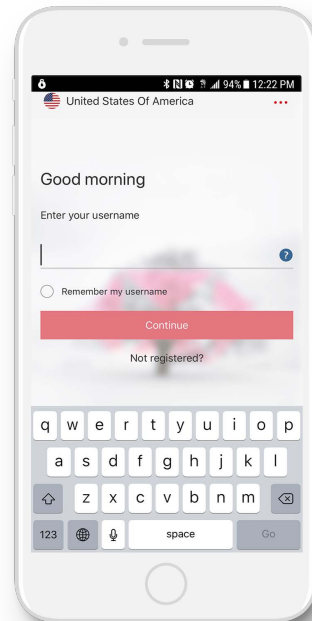 94% 12:22 PM
United States Of America
Good morning
Enter your username
?
Remember my username
Continue
Not registered?
q w e r t y u i o p
a s d f g h j k l
z x c v b n m
123 space Go